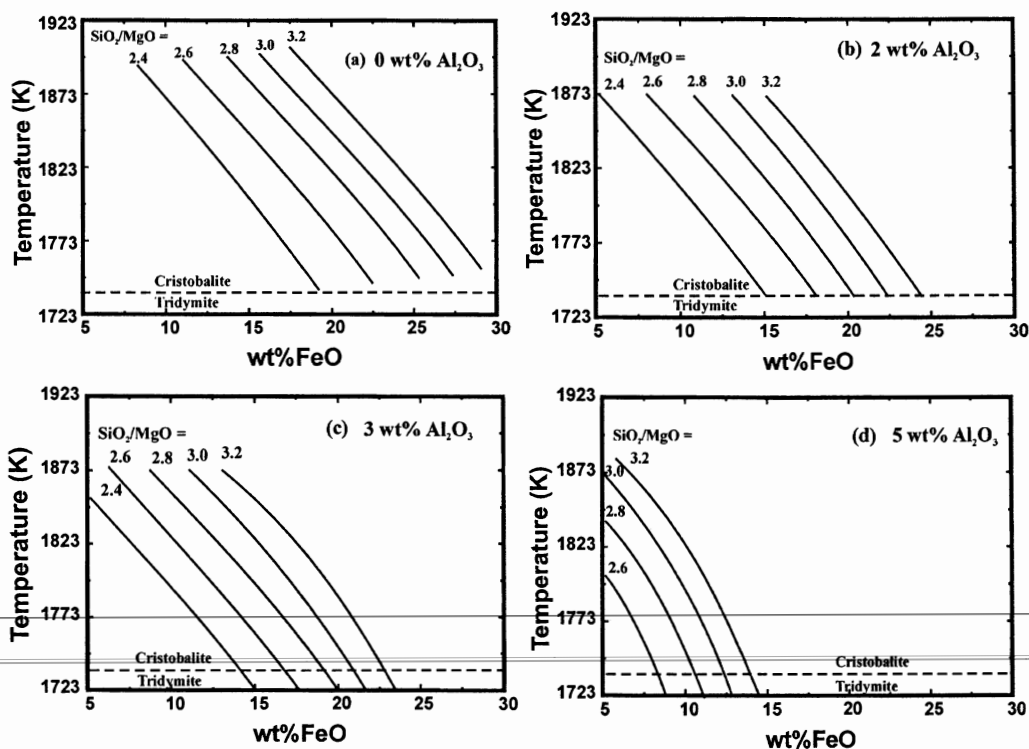 1923
1873
1823
1773
1723
Temperature (K)
SiO₂/MgO =
2.4
2.6
2.8
3.0
3.2
(a) 0 wt% Al₂O₃
Cristobalite
Tridymite
5 10 15 20 25 30
wt%FeO
1923
1873
1823
1773
1723
Temperature (K)
SiO₂/MgO =
2.4 2.6 2.8 3.0 3.2
(b) 2 wt% Al₂O₃
Cristobalite
Tridymite
5 10 15 20 25 30
wt%FeO
1923
1873
1823
1773
1723
Temperature (K)
SiO₂/MgO =
2.4
2.6 2.8 3.0 3.2
(c) 3 wt% Al₂O₃
Cristobalite
Tridymite
5 10 15 20 25 30
wt%FeO
1923
1873
1823
1773
1723
Temperature (K)
SiO₂/MgO =
3.2
3.0
2.8
2.6
(d) 5 wt% Al₂O₃
Cristobalite
Tridymite
5 10 15 20 25 30
wt%FeO